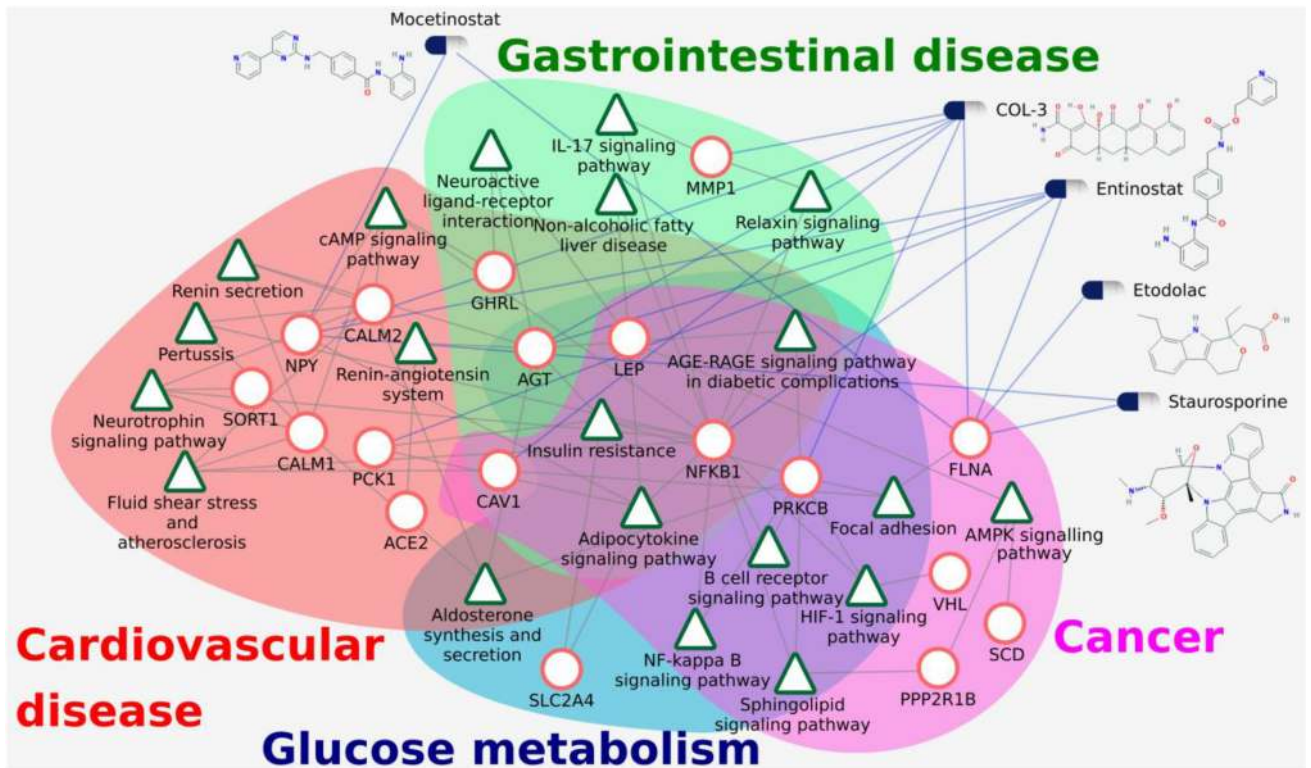 Mocetinostat
Gastrointestinal disease
COL-3
IL-17 signaling
pathway
MMP1
Neuroactive
ligand-receptor
interaction
Non-alcoholic fatty
liver disease
Relaxin signaling
pathway
Entinostat
cAMP signaling
pathway
Renin secretion
GHRL
CALM2
Etodolac
Pertussis
NPY
Renin-angiotensin
system
AGT
LEP
AGE-RAGE signaling pathway
in diabetic complications
Staurosporine
Neurotrophin
signaling pathway
SORT1
CALM1
PCK1
Insulin resistance
NFKB1
FLNA
Fluid shear stress
and
atherosclerosis
CAV1
PRKCB
ACE2
Adipocytokine
signaling pathway
Focal adhesion
AMPK signalling
pathway
B cell receptor
signaling pathway
VHL
HIF-1 signaling
pathway
Aldosterone
synthesis and
secretion
SCD
Cardiovascular
disease
Cancer
SLC2A4
NF-kappa B
signaling pathway
Sphingolipid
signaling pathway
PPP2R1B
Glucose metabolism